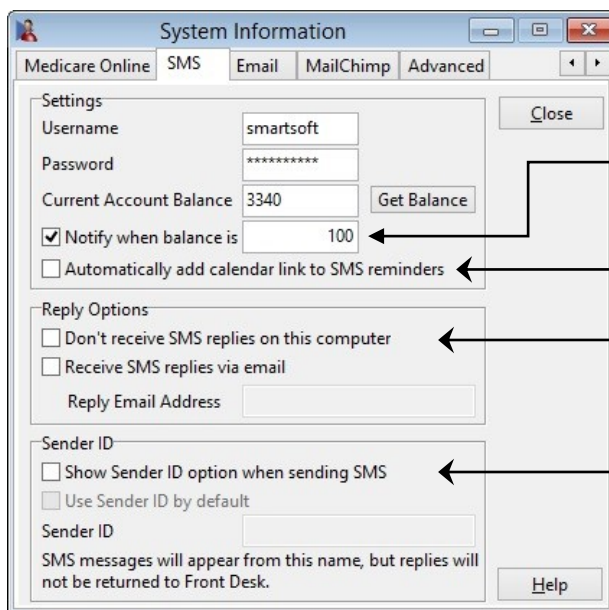 System Information
Medicare Online SMS Email MailChimp Advanced
Settings
Close
Username smartsoft
Password **********
Current Account Balance 3340 Get Balance
Notify when balance is 100
Automatically add calendar link to SMS reminders
Reply Options
Don't receive SMS replies on this computer
Receive SMS replies via email
Reply Email Address
Sender ID
Show Sender ID option when sending SMS
Use Sender ID by default
Sender ID
SMS messages will appear from this name, but replies will
not be returned to Front Desk.
Help